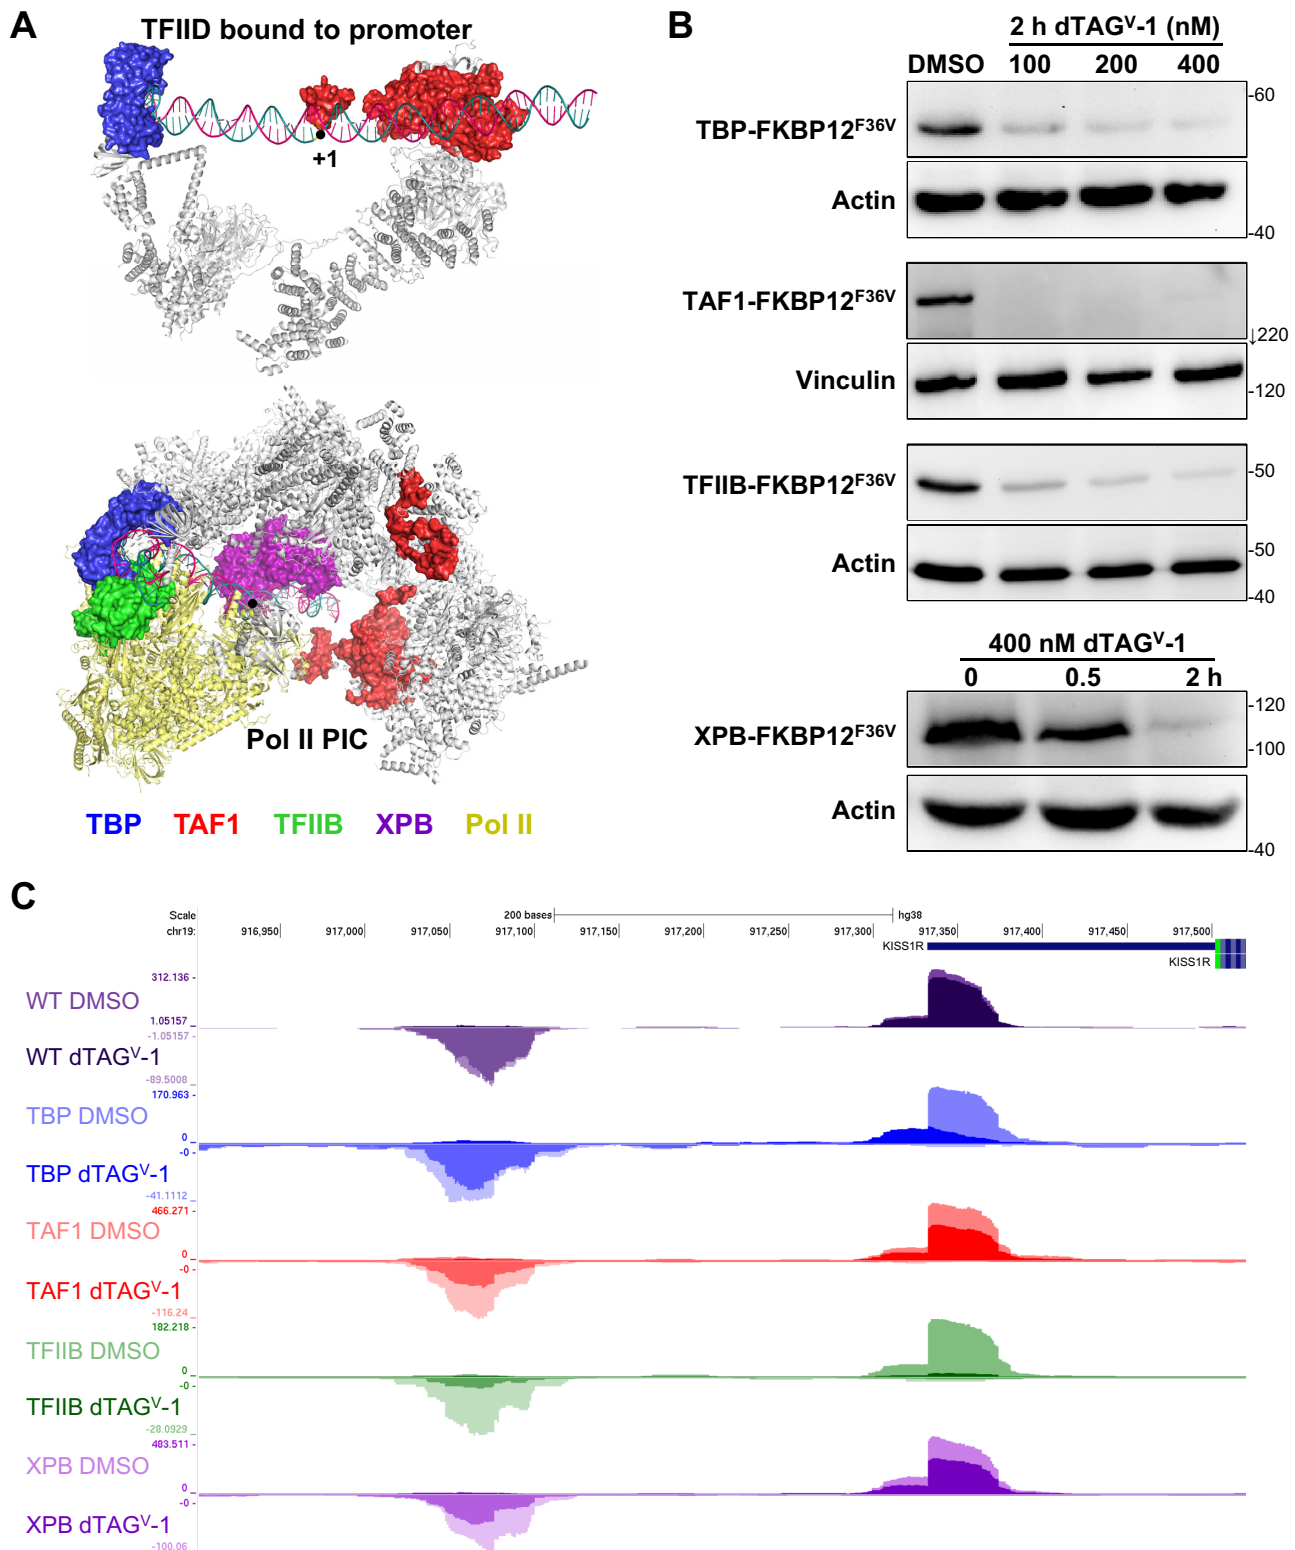 A
TFIID bound to promoter
+1
Pol II PIC
TBP TAF1 TFIIB XPB Pol II
B
2 h dTAGV-1 (nM)
DMSO 100 200 400
TBP-FKBP12F36V
-60
Actin
-40
TAF1-FKBP12F36V
↓220
Vinculin
-120
TFIIB-FKBP12F36V
-50
Actin
-50
-40
400 nM dTAGV-1
0 0.5 2 h
XPB-FKBP12F36V
-120
-100
Actin
-40
C
Scale 200 bases hg38
chr19: 916,950 917,000 917,050 917,100 917,150 917,200 917,250 917,300 917,350 917,400 917,450 917,500
KISS1R
KISS1R
312.136 -
WT DMSO
1.05157 _
-1.05157 -
WT dTAGV-1
-89.5008 _
170.963 -
TBP DMSO
0 _
-0 -
TBP dTAGV-1
-41.1112 _
466.271 -
TAF1 DMSO
0 _
-0 -
TAF1 dTAGV-1
-116.24 _
182.218 -
TFIIB DMSO
0 _
-0 -
TFIIB dTAGV-1
-28.0929 _
483.511 -
XPB DMSO
0 _
-0 -
XPB dTAGV-1
-100.06 _